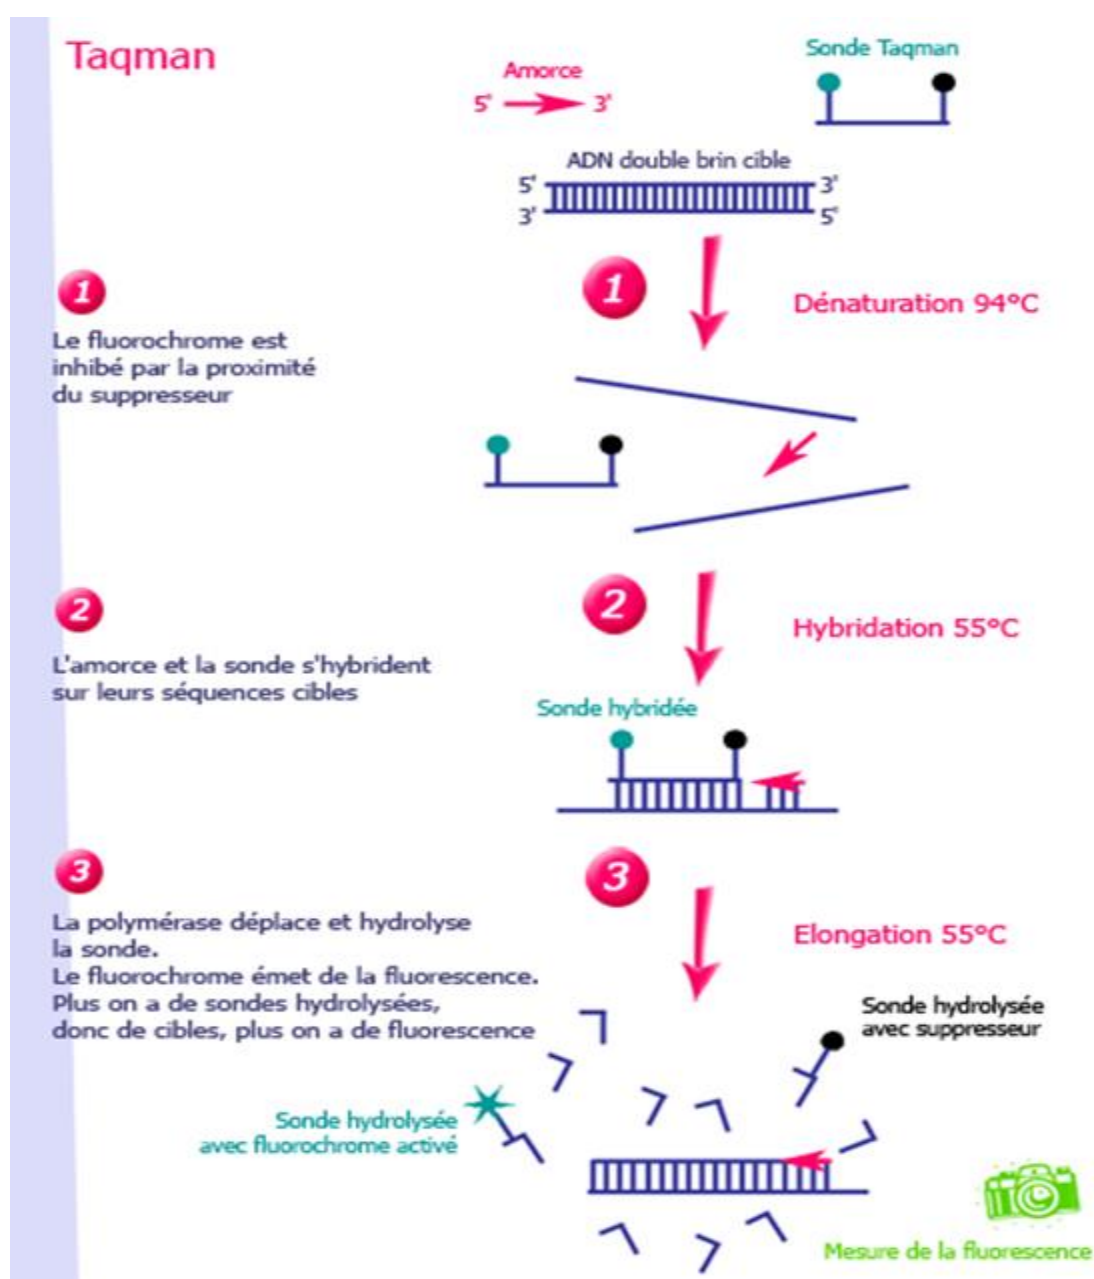 Taqman
Sonde Taqman
Amorce
5' 3'
ADN double brin cible
5' 3'
3' 5'
1
1
Dénaturation 94°C
Le fluorochrome est
inhibé par la proximité
du suppresseur
2
2
Hybridation 55°C
L'amorce et la sonde s'hybrident
sur leurs séquences cibles
Sonde hybridée
3
3
La polymérase déplace et hydrolyse
la sonde.
Le fluorochrome émet de la fluorescence.
Plus on a de sondes hydrolysées,
donc de cibles, plus on a de fluorescence
Elongation 55°C
Sonde hydrolysée
avec suppresseur
Sonde hydrolysée
avec fluorochrome activé
Mesure de la fluorescence